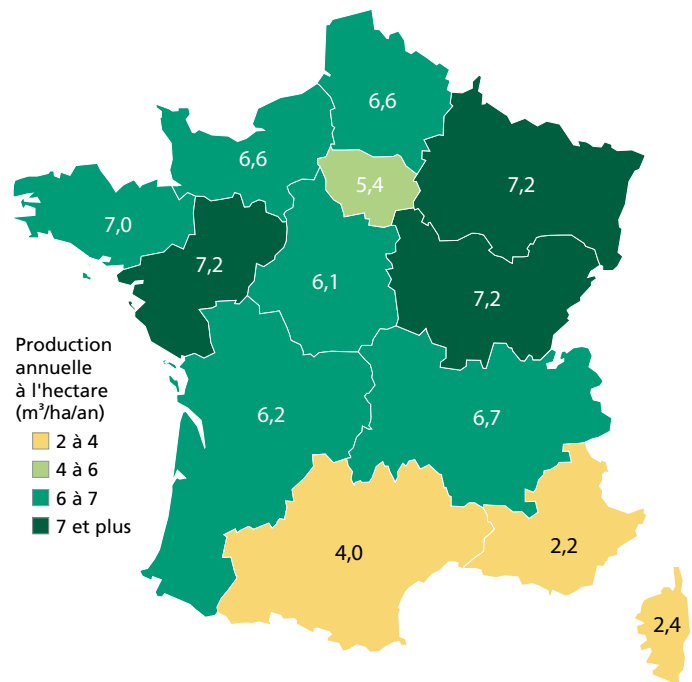 6,6
6,6
5,4
7,2
7,0
7,2
6,1
7,2
6,2
6,7
4,0
2,2
2,4
Production
annuelle
à l'hectare
(m³/ha/an)
2 à 4
4 à 6
6 à 7
7 et plus